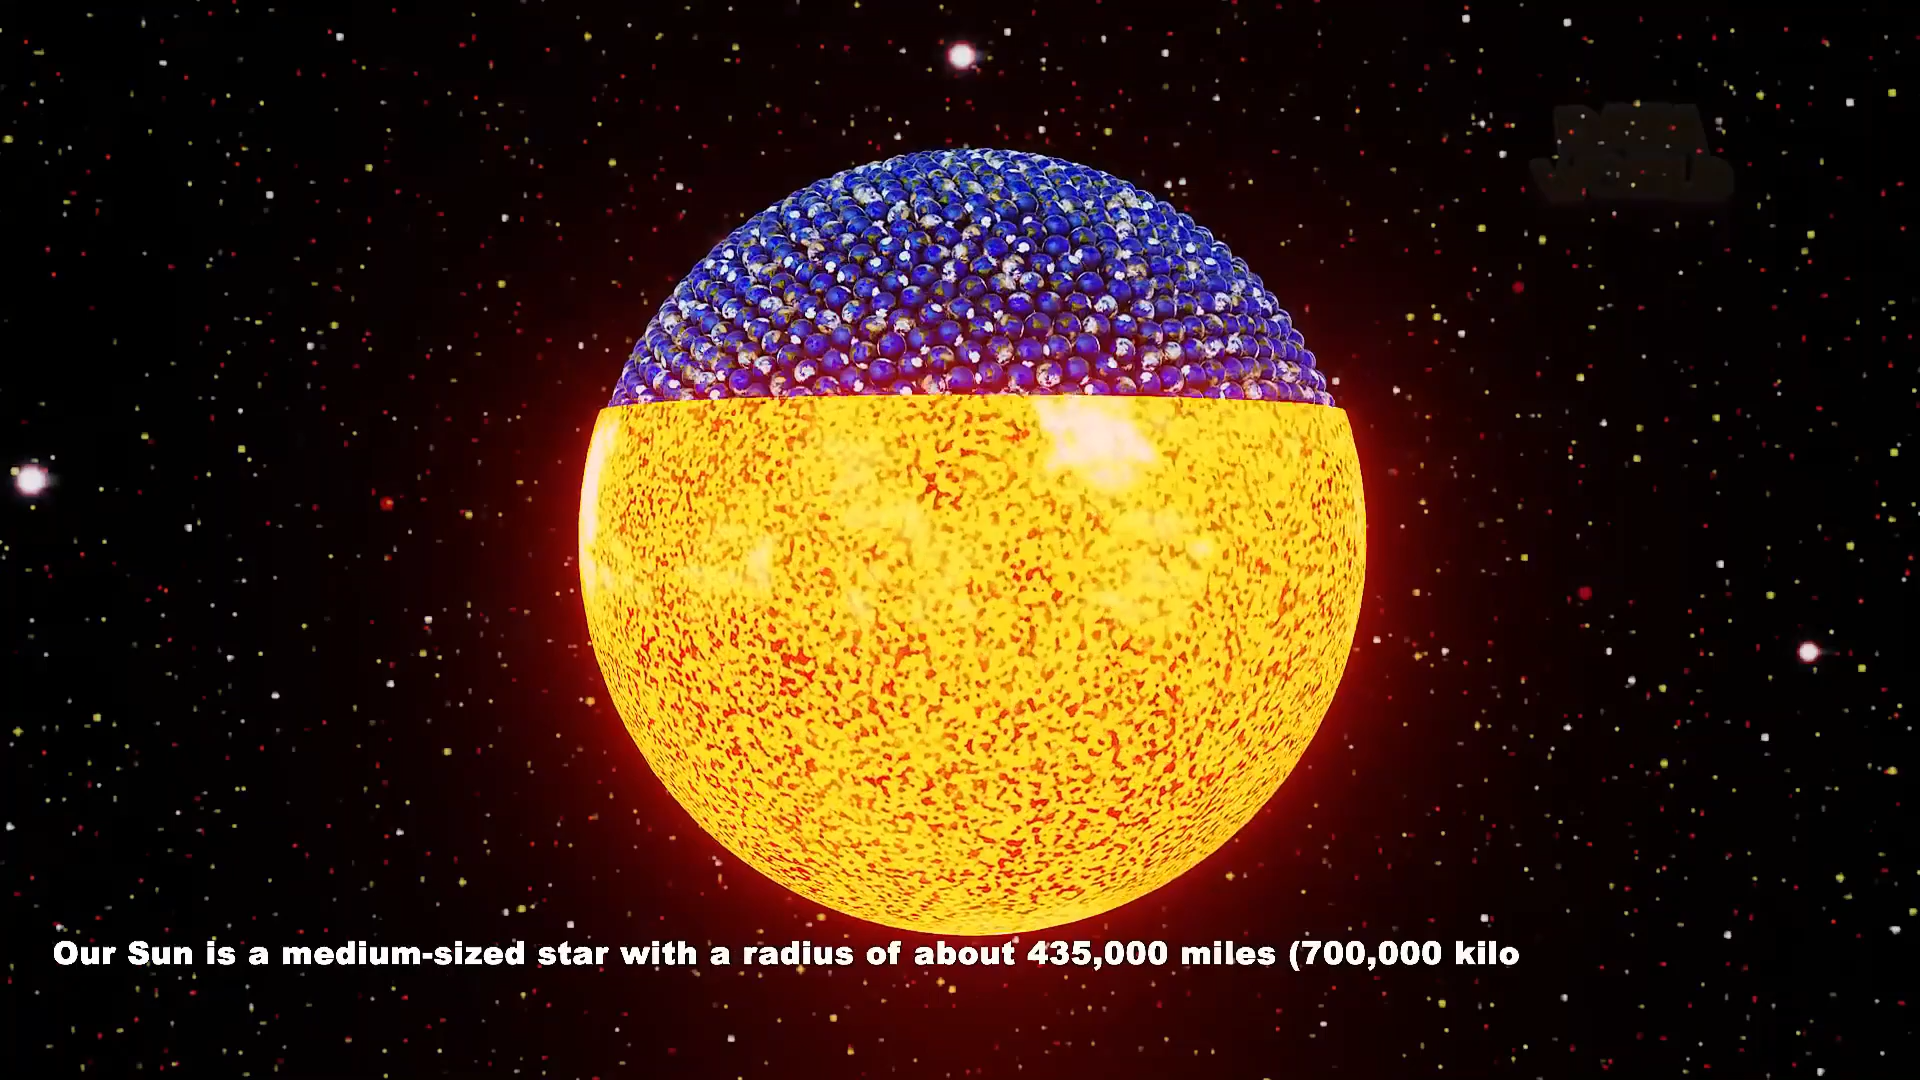 Our Sun is a medium-sized star with a radius of about 435,000 miles (700,000 kilo